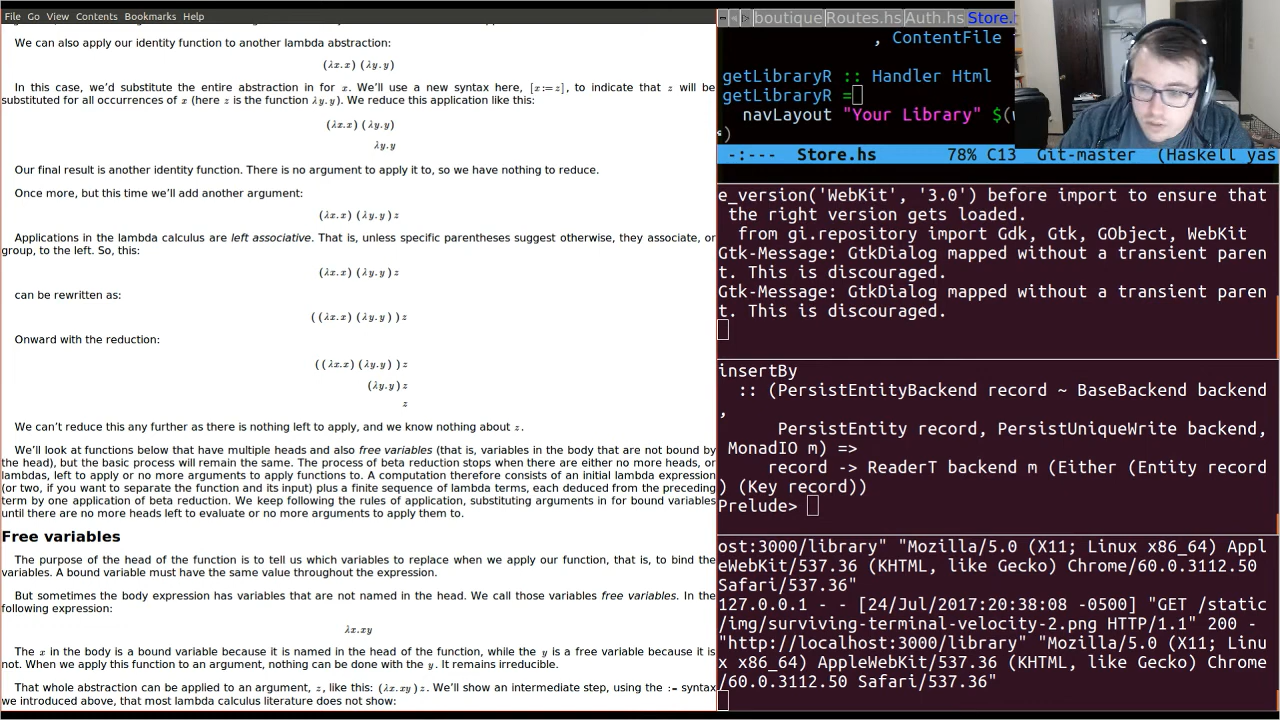 File Go View Contents Bookmarks Help
We can also apply our identity function to another lambda abstraction:
(λx.x)(λy.y)
In this case, we'd substitute the entire abstraction in for x. We'll use a new syntax here, [x:=z], to indicate that z will be
substituted for all occurrences of x (here z is the function λy.y). We reduce this application like this:
(λx.x)(λy.y)
λy.y
Our final result is another identity function. There is no argument to apply it to, so we have nothing to reduce.
Once more, but this time we'll add another argument:
(λx.x)(λy.y)z
Applications in the lambda calculus are left associative. That is, unless specific parentheses suggest otherwise, they associate, or
group, to the left. So, this:
(λx.x)(λy.y)z
can be rewritten as:
((λx.x)(λy.y))z
Onward with the reduction:
((λx.x)(λy.y))z
(λy.y)z
z
We can't reduce this any further as there is nothing left to apply, and we know nothing about z.
We'll look at functions below that have multiple heads and also free variables (that is, variables in the body that are not bound by
the head), but the basic process will remain the same. The process of beta reduction stops when there are either no more heads, or
lambdas, left to apply or no more arguments to apply functions to. A computation therefore consists of an initial lambda expression
(or two, if you want to separate the function and its input) plus a finite sequence of lambda terms, each deduced from the preceding
term by one application of beta reduction. We keep following the rules of application, substituting arguments in for bound variables
until there are no more heads left to evaluate or no more arguments to apply them to.
Free variables
The purpose of the head of the function is to tell us which variables to replace when we apply our function, that is, to bind the
variables. A bound variable must have the same value throughout the expression.
But sometimes the body expression has variables that are not named in the head. We call those variables free variables. In the
following expression:
λx.xy
The x in the body is a bound variable because it is named in the head of the function, while the y is a free variable because it is
not. When we apply this function to an argument, nothing can be done with the y. It remains irreducible.
That whole abstraction can be applied to an argument, z, like this: (λx.xy)z. We'll show an intermediate step, using the := syntax
we introduced above, that most lambda calculus literature does not show:
boutique Routes.hs Auth.hs Store.
, ContentFile
getLibraryR :: Handler Html
getLibraryR =
navLayout "Your Library" $(
s)
-:--- Store.hs 78% C13 Git-master (Haskell yas
e_version('WebKit', '3.0') before import to ensure that
the right version gets loaded.
from gi.repository import Gdk, Gtk, GObject, WebKit
Gtk-Message: GtkDialog mapped without a transient paren
t. This is discouraged.
Gtk-Message: GtkDialog mapped without a transient paren
t. This is discouraged.
insertBy
:: (PersistEntityBackend record ~ BaseBackend backend
,
PersistEntity record, PersistUniqueWrite backend,
MonadIO m) =>
record -> ReaderT backend m (Either (Entity record
) (Key record))
Prelude>
ost:3000/library" "Mozilla/5.0 (X11; Linux x86_64) Appl
eWebKit/537.36 (KHTML, like Gecko) Chrome/60.0.3112.50
Safari/537.36"
127.0.0.1 - - [24/Jul/2017:20:38:08 -0500] "GET /static
/img/surviving-terminal-velocity-2.png HTTP/1.1" 200 -
"http://localhost:3000/library" "Mozilla/5.0 (X11; Linu
x x86_64) AppleWebKit/537.36 (KHTML, like Gecko) Chrome
/60.0.3112.50 Safari/537.36"